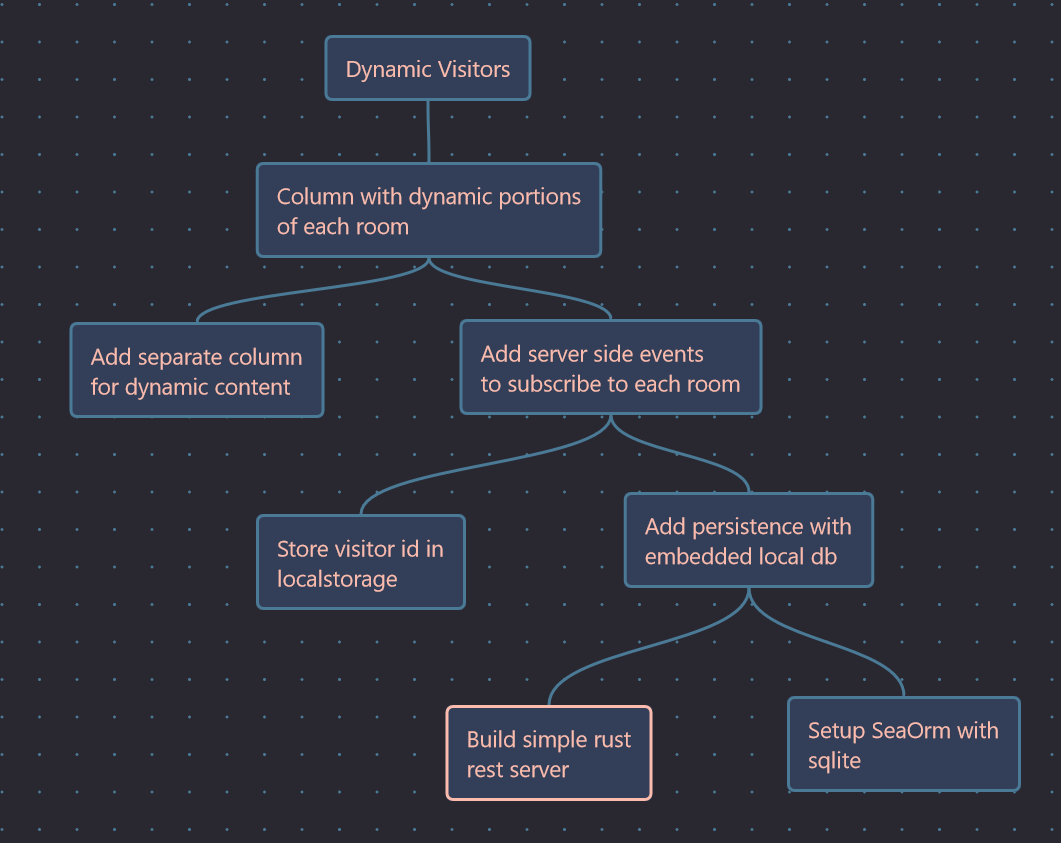 Dynamic Visitors
Column with dynamic portions
of each room
Add separate column
for dynamic content
Add server side events
to subscribe to each room
Store visitor id in
localstorage
Add persistence with
embedded local db
Build simple rust
rest server
Setup SeaOrm with
sqlite